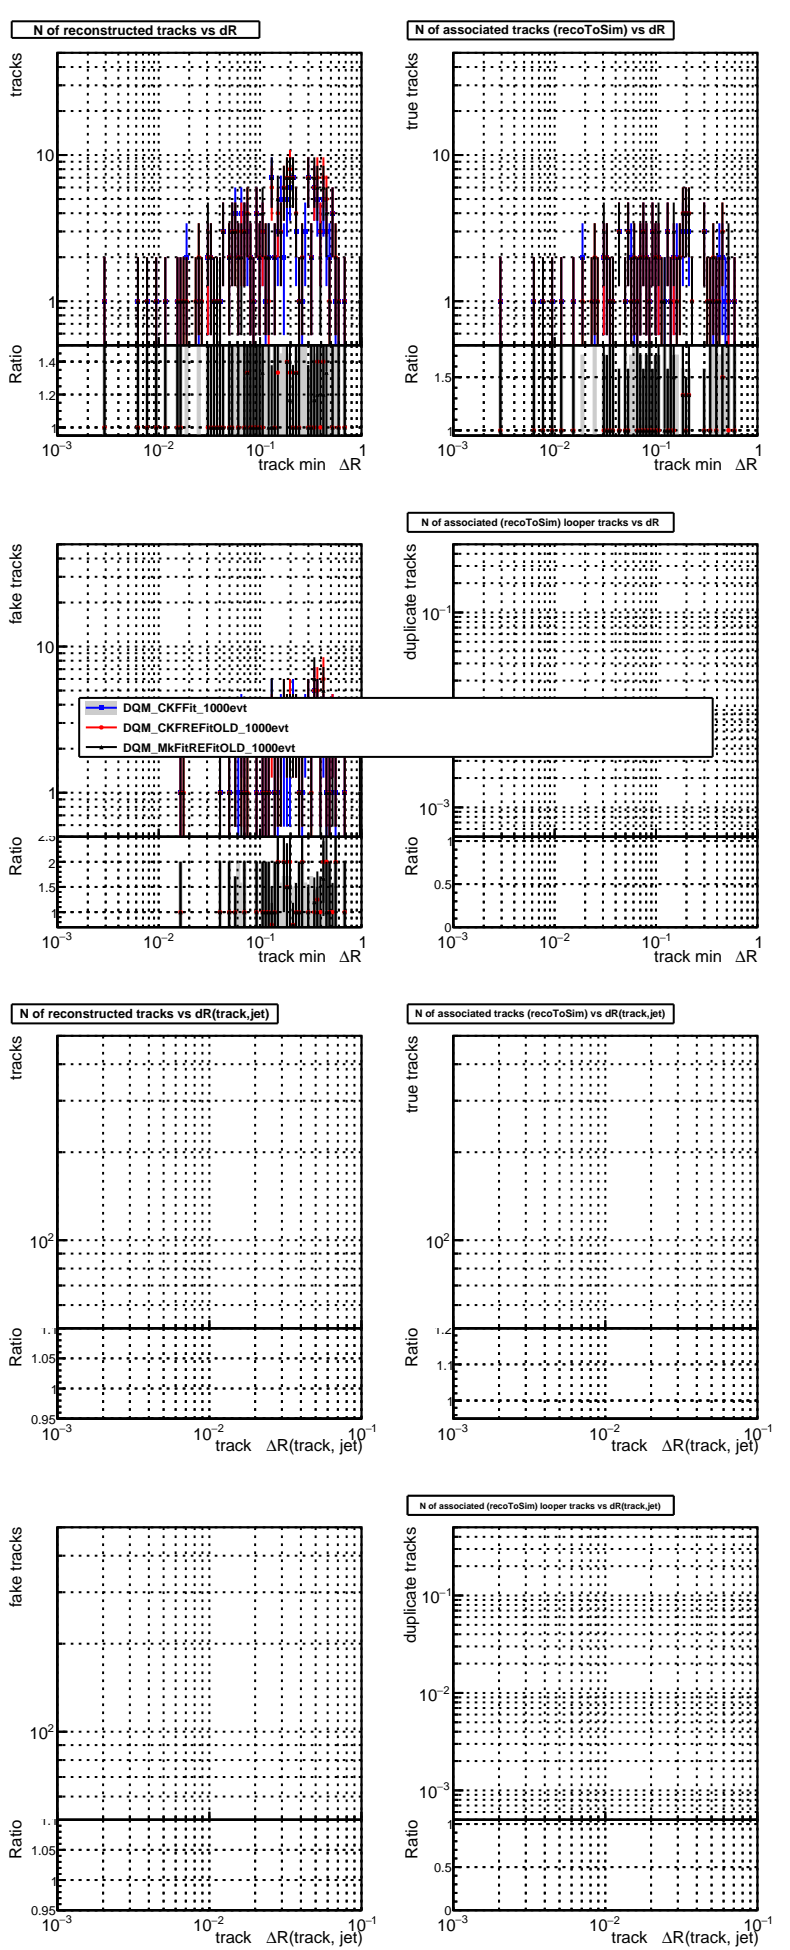 N of reconstructed tracks vs dR
tracks
10
1
Ratio
1.4
1.2
1
10⁻³ 10⁻² 10⁻¹ 1
track min ΔR
N of associated tracks (recoToSim) vs dR
true tracks
10
1
Ratio
1.5
1
10⁻³ 10⁻² 10⁻¹ 1
track min ΔR
fake tracks
10
1
Ratio
2.5
2
1.5
1
10⁻³ 10⁻² 10⁻¹ 1
track min ΔR
N of associated (recoToSim) looper tracks vs dR
duplicate tracks
10⁻¹
10⁻³
Ratio
1
0.5
0
10⁻³ 10⁻² 10⁻¹ 1
track min ΔR
DQM_CKFFit_1000evt
DQM_CKFREFitOLD_1000evt
DQM_MkFitREFitOLD_1000evt
N of reconstructed tracks vs dR(track,jet)
tracks
10²
Ratio
1.1
1.05
1
0.95
10⁻³ 10⁻² 10⁻¹
track ΔR(track, jet)
N of associated tracks (recoToSim) vs dR(track,jet)
true tracks
10²
Ratio
1.2
1.1
1
10⁻³ 10⁻² 10⁻¹
track ΔR(track, jet)
fake tracks
10²
Ratio
1.1
1.05
1
0.95
10⁻³ 10⁻² 10⁻¹
track ΔR(track, jet)
N of associated (recoToSim) looper tracks vs dR(track,jet)
duplicate tracks
10⁻¹
10⁻²
10⁻³
Ratio
1
0.5
0
10⁻³ 10⁻² 10⁻¹
track ΔR(track, jet)